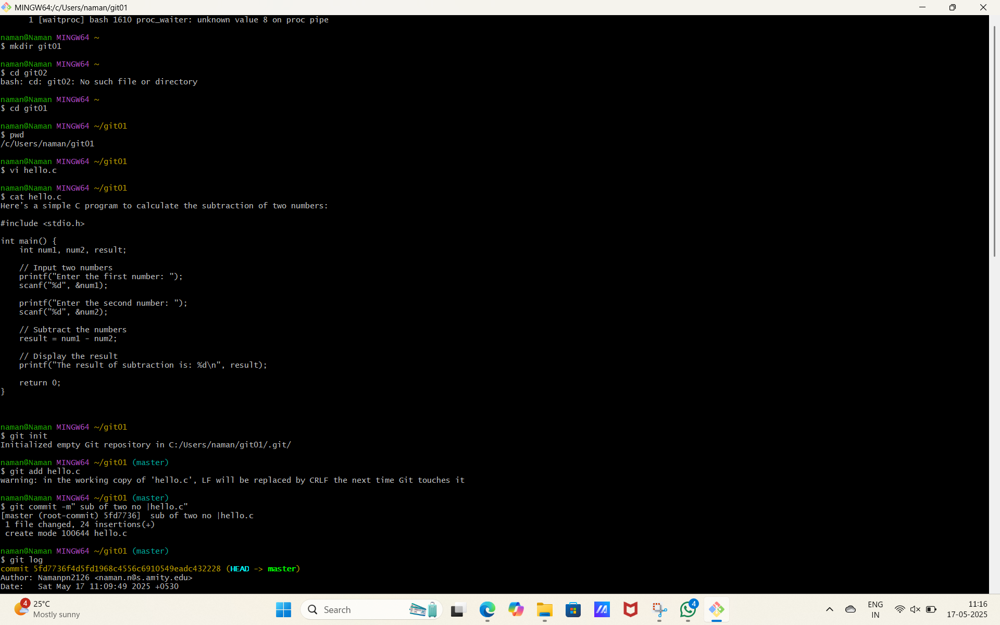 MINGW64:/c/Users/naman/git01
      1 [waitproc] bash 1610 proc_waiter: unknown value 8 on proc pipe
naman@Naman MINGW64 ~
$ mkdir git01
naman@Naman MINGW64 ~
$ cd git02
bash: cd: git02: No such file or directory
naman@Naman MINGW64 ~
$ cd git01
naman@Naman MINGW64 ~/git01
$ pwd
/c/Users/naman/git01
naman@Naman MINGW64 ~/git01
$ vi hello.c
naman@Naman MINGW64 ~/git01
$ cat hello.c
Here's a simple C program to calculate the subtraction of two numbers:
#include <stdio.h>
int main() {
    int num1, num2, result;
    // Input two numbers
    printf("Enter the first number: ");
    scanf("%d", &num1);
    printf("Enter the second number: ");
    scanf("%d", &num2);
    // Subtract the numbers
    result = num1 - num2;
    // Display the result
    printf("The result of subtraction is: %d\n", result);
    return 0;
}
naman@Naman MINGW64 ~/git01
$ git init
Initialized empty Git repository in C:/Users/naman/git01/.git/
naman@Naman MINGW64 ~/git01 (master)
$ git add hello.c
warning: in the working copy of 'hello.c', LF will be replaced by CRLF the next time Git touches it
naman@Naman MINGW64 ~/git01 (master)
$ git commit -m" sub of two no |hello.c"
[master (root-commit) 5fd7736]  sub of two no |hello.c
 1 file changed, 24 insertions(+)
 create mode 100644 hello.c
naman@Naman MINGW64 ~/git01 (master)
$ git log
commit 5fd7736f4d5fd1968c4556c6910549eadc432228 (HEAD -> master)
Author: Namanpn2126 <naman.n@s.amity.edu>
Date:   Sat May 17 11:09:49 2025 +0530
4
25°C
Mostly sunny
Search
4
ENG
IN
11:16
17-05-2025